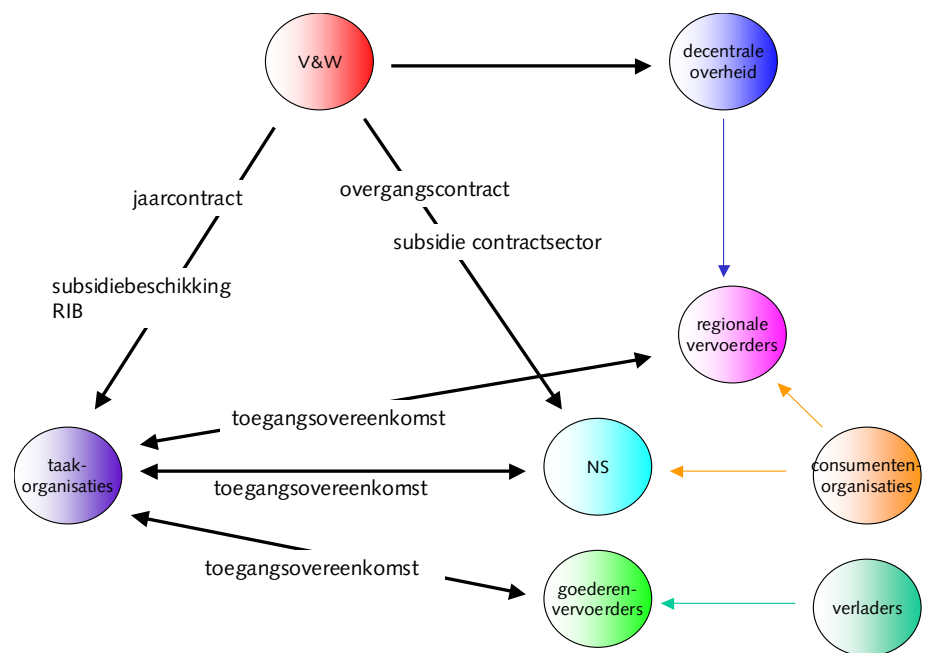 V&W
decentrale
overheid
jaarcontract
overgangscontract
subsidie contractsector
subsidiebeschikking
RIB
regionale
vervoerders
toegangsovereenkomst
taak-
organisaties
NS
consumenten-
organisaties
toegangsovereenkomst
toegangsovereenkomst
goederen-
vervoerders
verladers